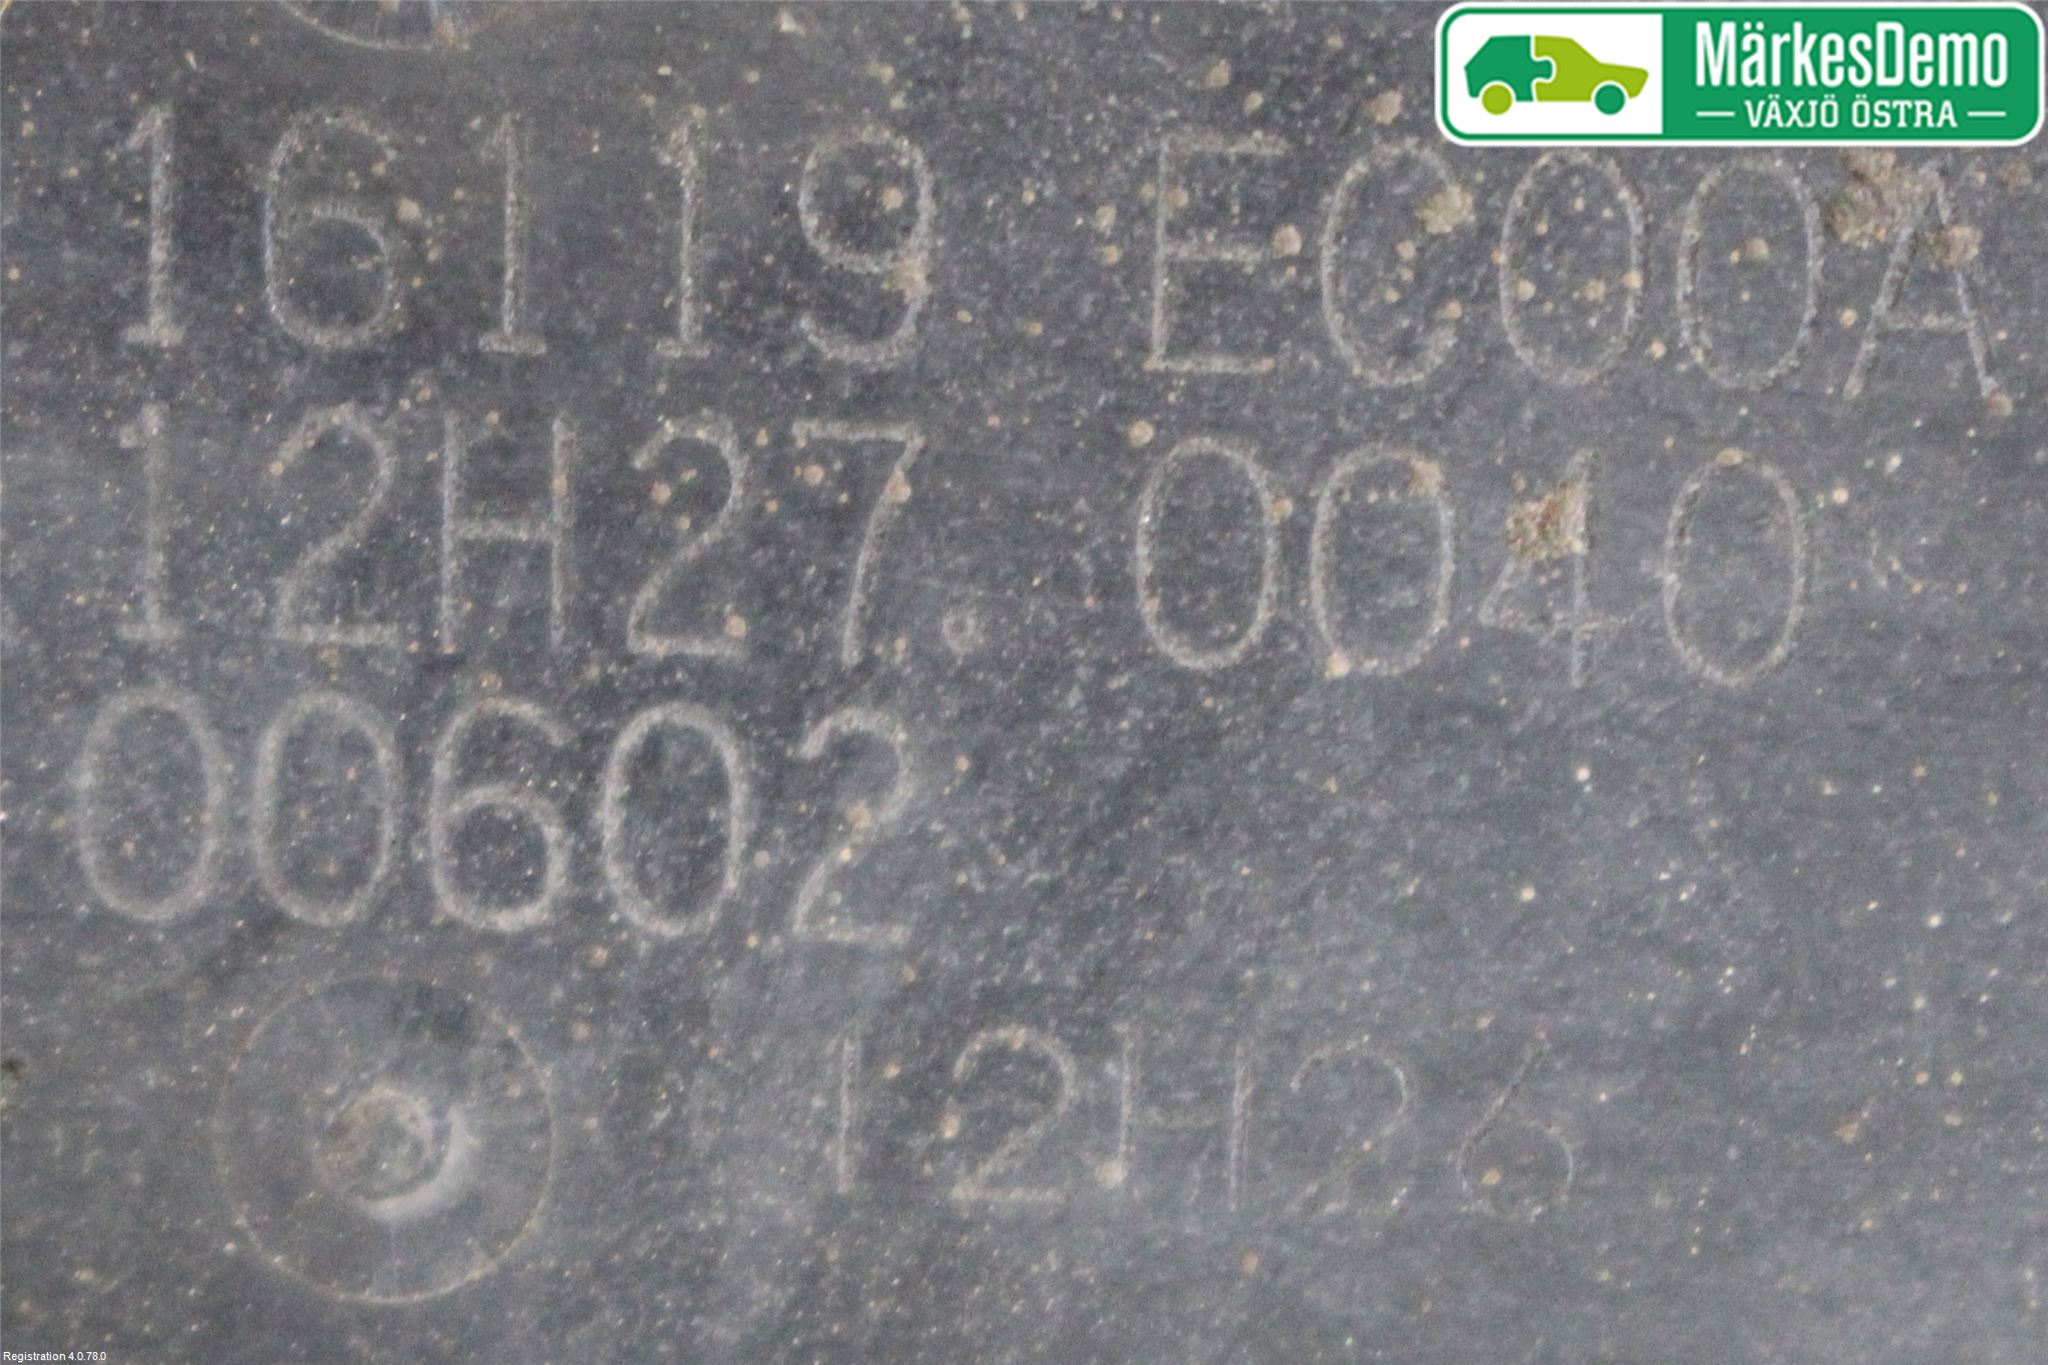 MärkesDemo
VÄXJÖ ÖSTRA
16119 EC00A
12H27 0040
00602
12H26
Registration 4.0.78.0